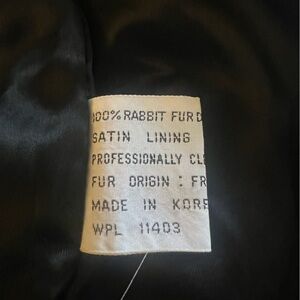 100% RABBIT FUR D
SATIN LINING
PROFESSIONALLY CL
FUR ORIGIN : FR
MADE IN KORE
WPL 11403